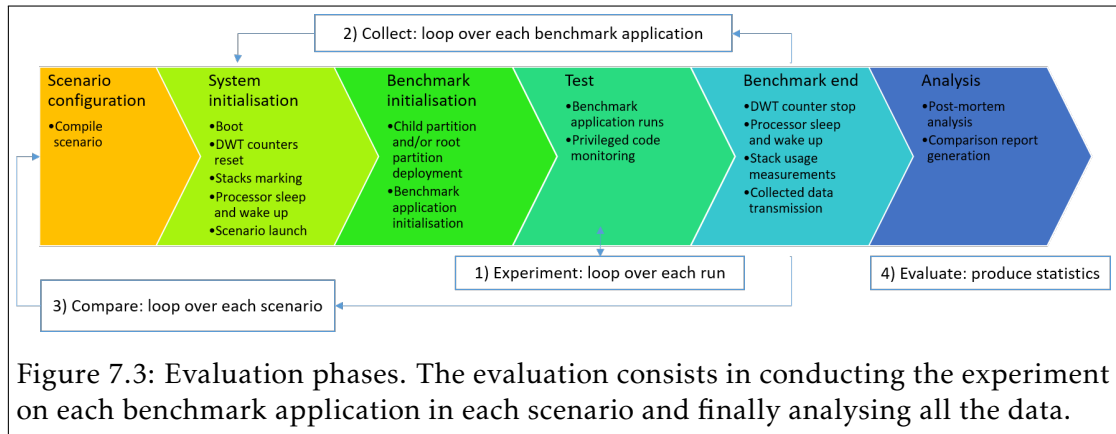 2) Collect: loop over each benchmark application
Scenario
configuration
•Compile
scenario
System
initialisation
•Boot
•DWT counters
reset
•Stacks marking
•Processor sleep
and wake up
•Scenario launch
Benchmark
initialisation
•Child partition
and/or root
partition
deployment
•Benchmark
application
initialisation
Test
•Benchmark
application runs
•Privileged code
monitoring
Benchmark end
•DWT counter stop
•Processor sleep
and wake up
•Stack usage
measurements
•Collected data
transmission
Analysis
•Post-mortem
analysis
•Comparison report
generation
1) Experiment: loop over each run
4) Evaluate: produce statistics
3) Compare: loop over each scenario
Figure 7.3: Evaluation phases. The evaluation consists in conducting the experiment
on each benchmark application in each scenario and finally analysing all the data.